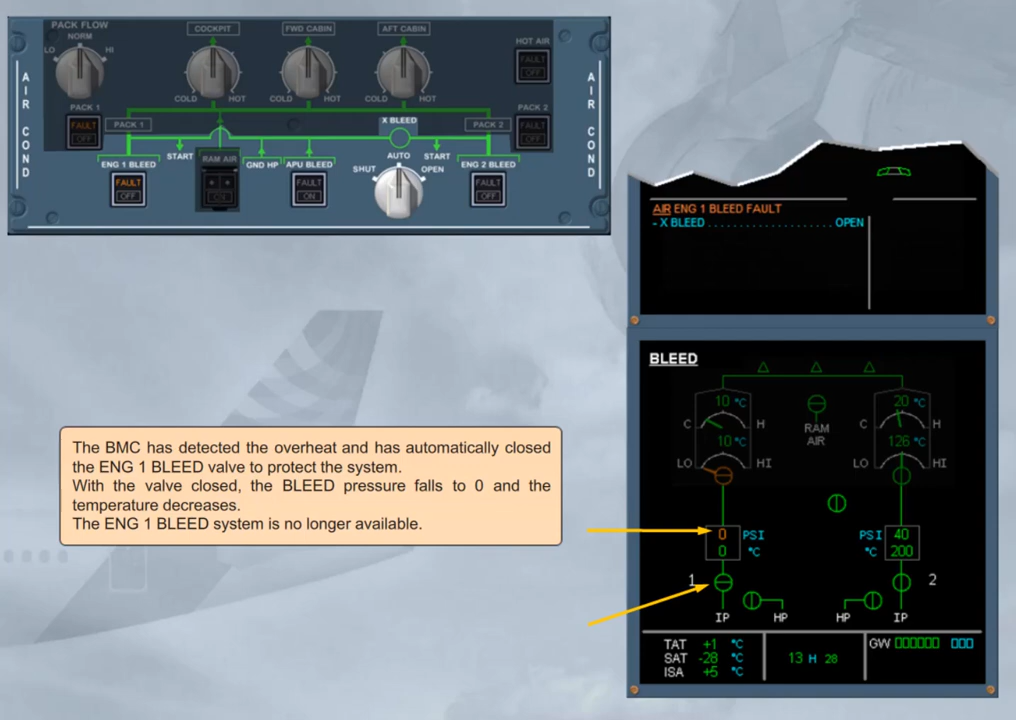 PACK FLOW
NORM
LO
HI
COCKPIT
FWD CABIN
AFT CABIN
HOT AIR
FAULT
OFF
COLD HOT
COLD HOT
COLD HOT
AIR COND
AIR COND
PACK 1
FAULT
OFF
PACK 1
X BLEED
PACK 2
PACK 2
FAULT
OFF
START
RAM AIR
GND HP
APU BLEED
AUTO
START
ENG 1 BLEED
ENG 2 BLEED
SHUT
OPEN
FAULT
OFF
ON
FAULT
ON
FAULT
OFF
AIR ENG 1 BLEED FAULT
- X BLEED . . . . . . . . . . . . . . . . . . . . OPEN
BLEED
10 °C
20 °C
C H
RAM
AIR
C H
10 °C
126 °C
LO HI
LO HI
The BMC has detected the overheat and has automatically closed
the ENG 1 BLEED valve to protect the system.
With the valve closed, the BLEED pressure falls to 0 and the
temperature decreases.
The ENG 1 BLEED system is no longer available.
0 PSI
PSI 40
0 °C
°C 200
1
2
IP HP HP IP
TAT +1 °C
SAT -28 °C
ISA +5 °C
13 H 28
GW